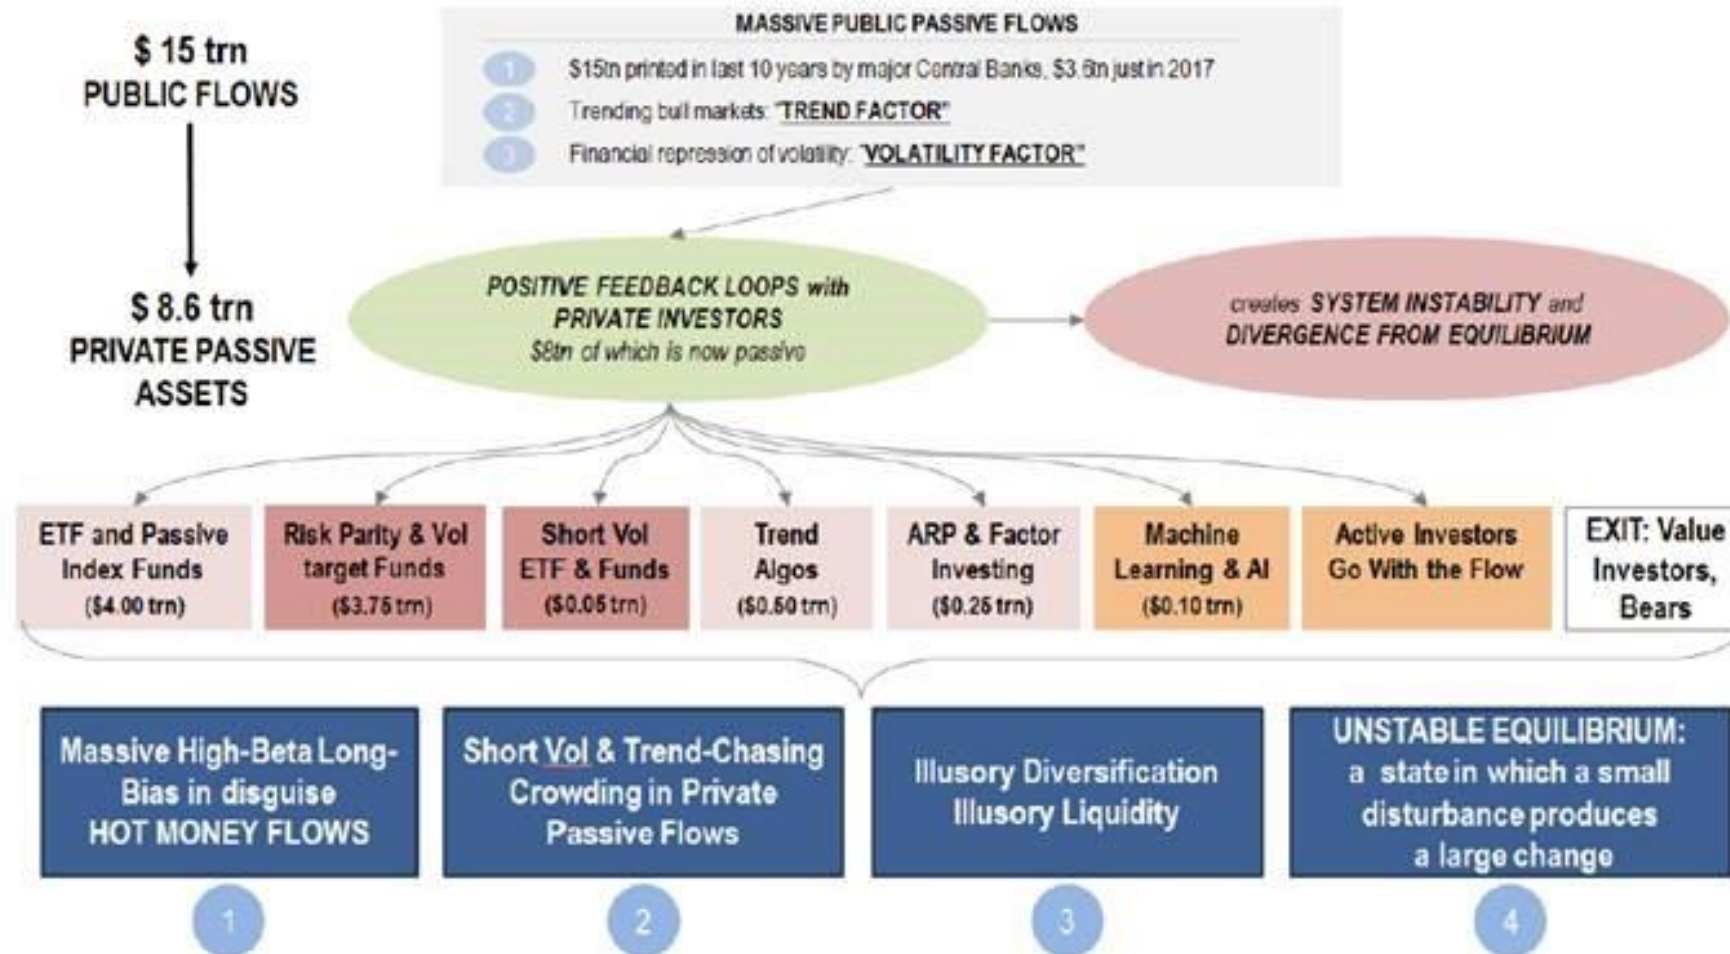 $ 15 trn
PUBLIC FLOWS
$ 8.6 trn
PRIVATE PASSIVE
ASSETS
MASSIVE PUBLIC PASSIVE FLOWS
1 $15tn printed in last 10 years by major Central Banks, $3.6tn just in 2017
2 Trending bull markets: "TREND FACTOR"
3 Financial repression of volatility: "VOLATILITY FACTOR"
POSITIVE FEEDBACK LOOPS with
PRIVATE INVESTORS
$8tn of which is now passive
creates SYSTEM INSTABILITY and
DIVERGENCE FROM EQUILIBRIUM
ETF and Passive
Index Funds
($4.00 trn)
Risk Parity & Vol
target Funds
($3.75 trn)
Short Vol
ETF & Funds
($0.05 trn)
Trend
Algos
($0.50 trn)
ARP & Factor
Investing
($0.25 trn)
Machine
Learning & AI
($0.10 trn)
Active Investors
Go With the Flow
EXIT: Value
Investors,
Bears
Massive High-Beta Long-
Bias in disguise
HOT MONEY FLOWS
1
Short Vol & Trend-Chasing
Crowding in Private
Passive Flows
2
Illusory Diversification
Illusory Liquidity
3
UNSTABLE EQUILIBRIUM:
a state in which a small
disturbance produces
a large change
4